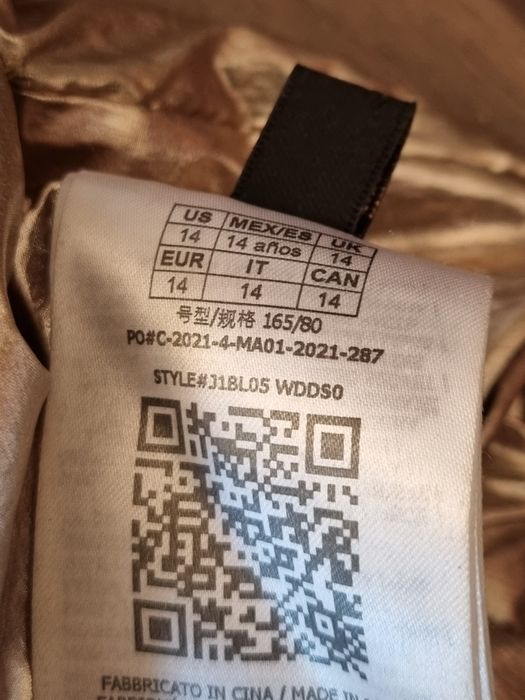 US MEX/ES UK
14 14 años 14
EUR IT CAN
14 14 14
号型/规格 165/80
PO#C-2021-4-MA01-2021-287
STYLE#J1BL05 WDDS0
FABBRICATO IN CINA / MADE IN